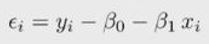 ϵᵢ = yᵢ − β₀ − β₁ xᵢ